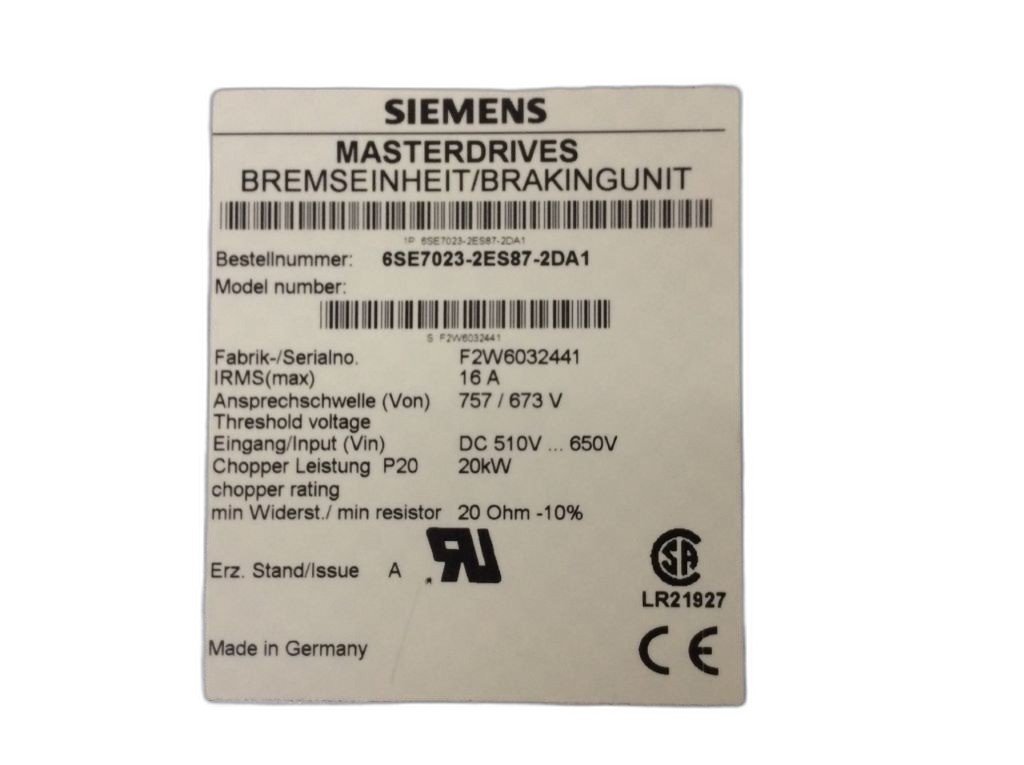 SIEMENS
MASTERDRIVES
BREMSEINHEIT/BRAKINGUNIT
1P 6SE7023-2ES87-2DA1
Bestellnummer: 6SE7023-2ES87-2DA1
Model number:
S F2W6032441
Fabrik-/Serialno. F2W6032441
IRMS(max) 16 A
Ansprechschwelle (Von) 757 / 673 V
Threshold voltage
Eingang/Input (Vin) DC 510V ... 650V
Chopper Leistung P20 20kW
chopper rating
min Widerst./ min resistor 20 Ohm -10%
Erz. Stand/Issue A
RU
SA
LR21927
Made in Germany
CE